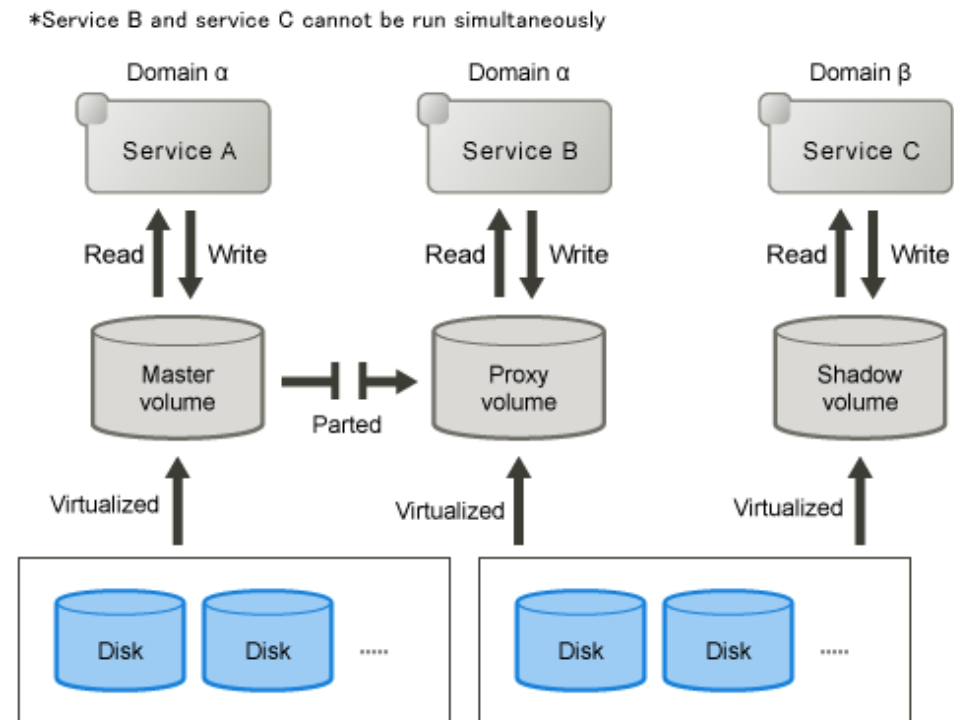 *Service B and service C cannot be run simultaneously
Domain α
Domain α
Domain β
Service A
Service B
Service C
Read
Write
Read
Write
Read
Write
Master
volume
Parted
Proxy
volume
Shadow
volume
Virtualized
Virtualized
Virtualized
Disk
Disk
.....
Disk
Disk
.....